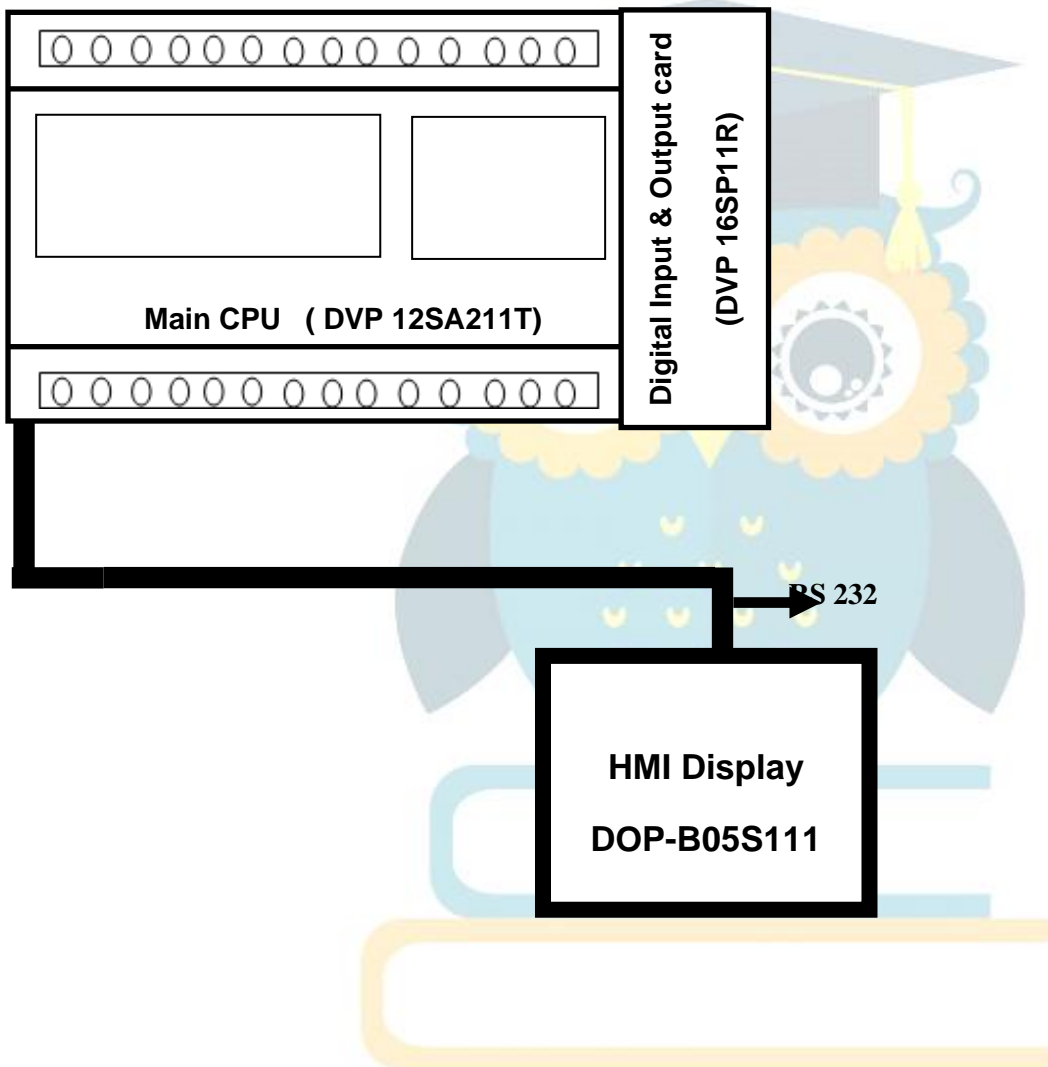 Digital Input & Output card
(DVP 16SP11R)
Main CPU ( DVP 12SA211T)
RS 232
HMI Display
DOP-B05S111